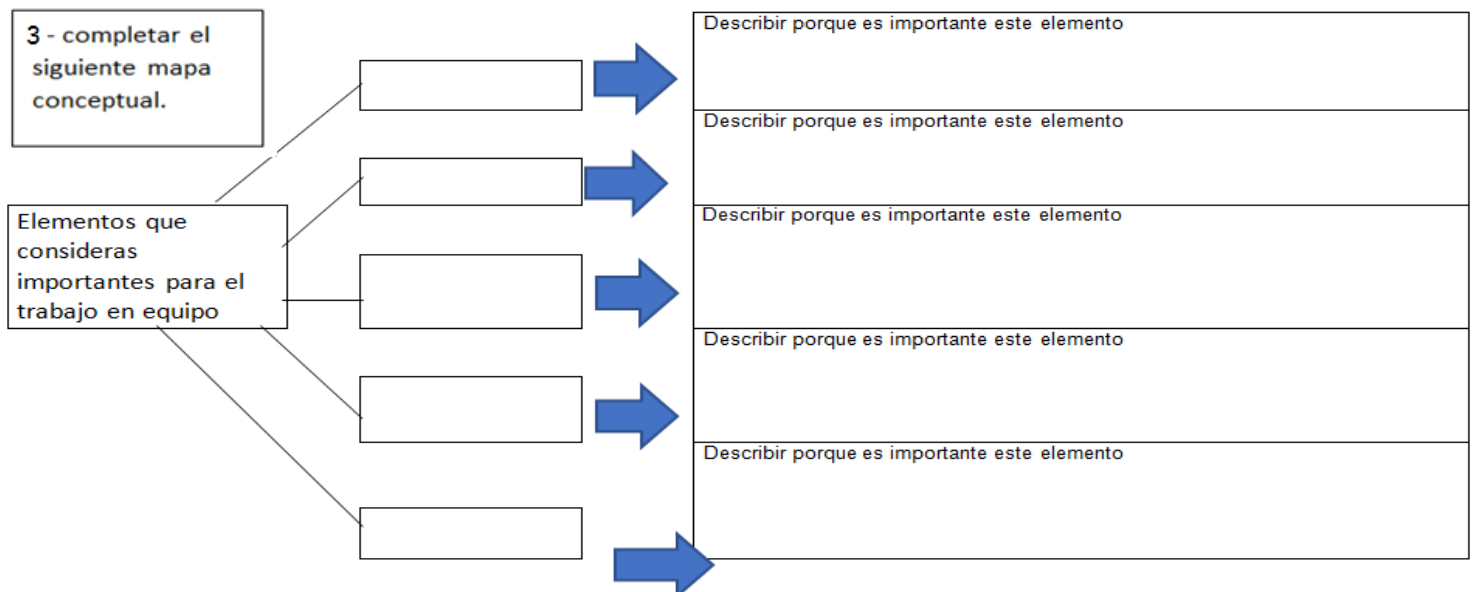 3 - completar el
siguiente mapa
conceptual.
Elementos que
consideras
importantes para el
trabajo en equipo
Describir porque es importante este elemento
Describir porque es importante este elemento
Describir porque es importante este elemento
Describir porque es importante este elemento
Describir porque es importante este elemento